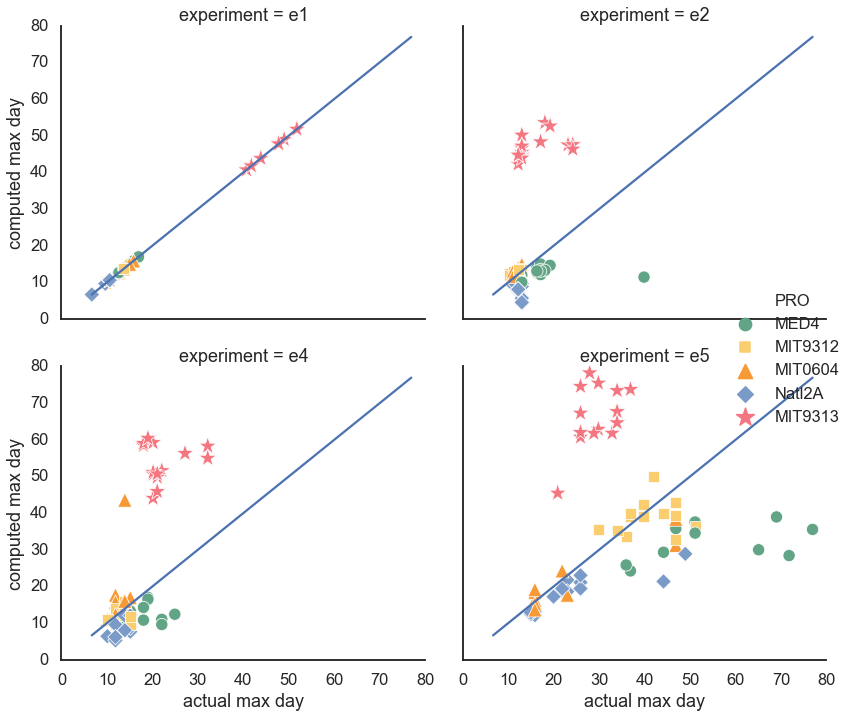 experiment = e1
experiment = e2
80
70
60
50
40
30
20
10
0
computed max day
PRO
MED4
MIT9312
MIT0604
Natl2A
MIT9313
experiment = e4
experiment = e5
80
70
60
50
40
30
20
10
0
computed max day
0 10 20 30 40 50 60 70 80
0 10 20 30 40 50 60 70 80
actual max day
actual max day